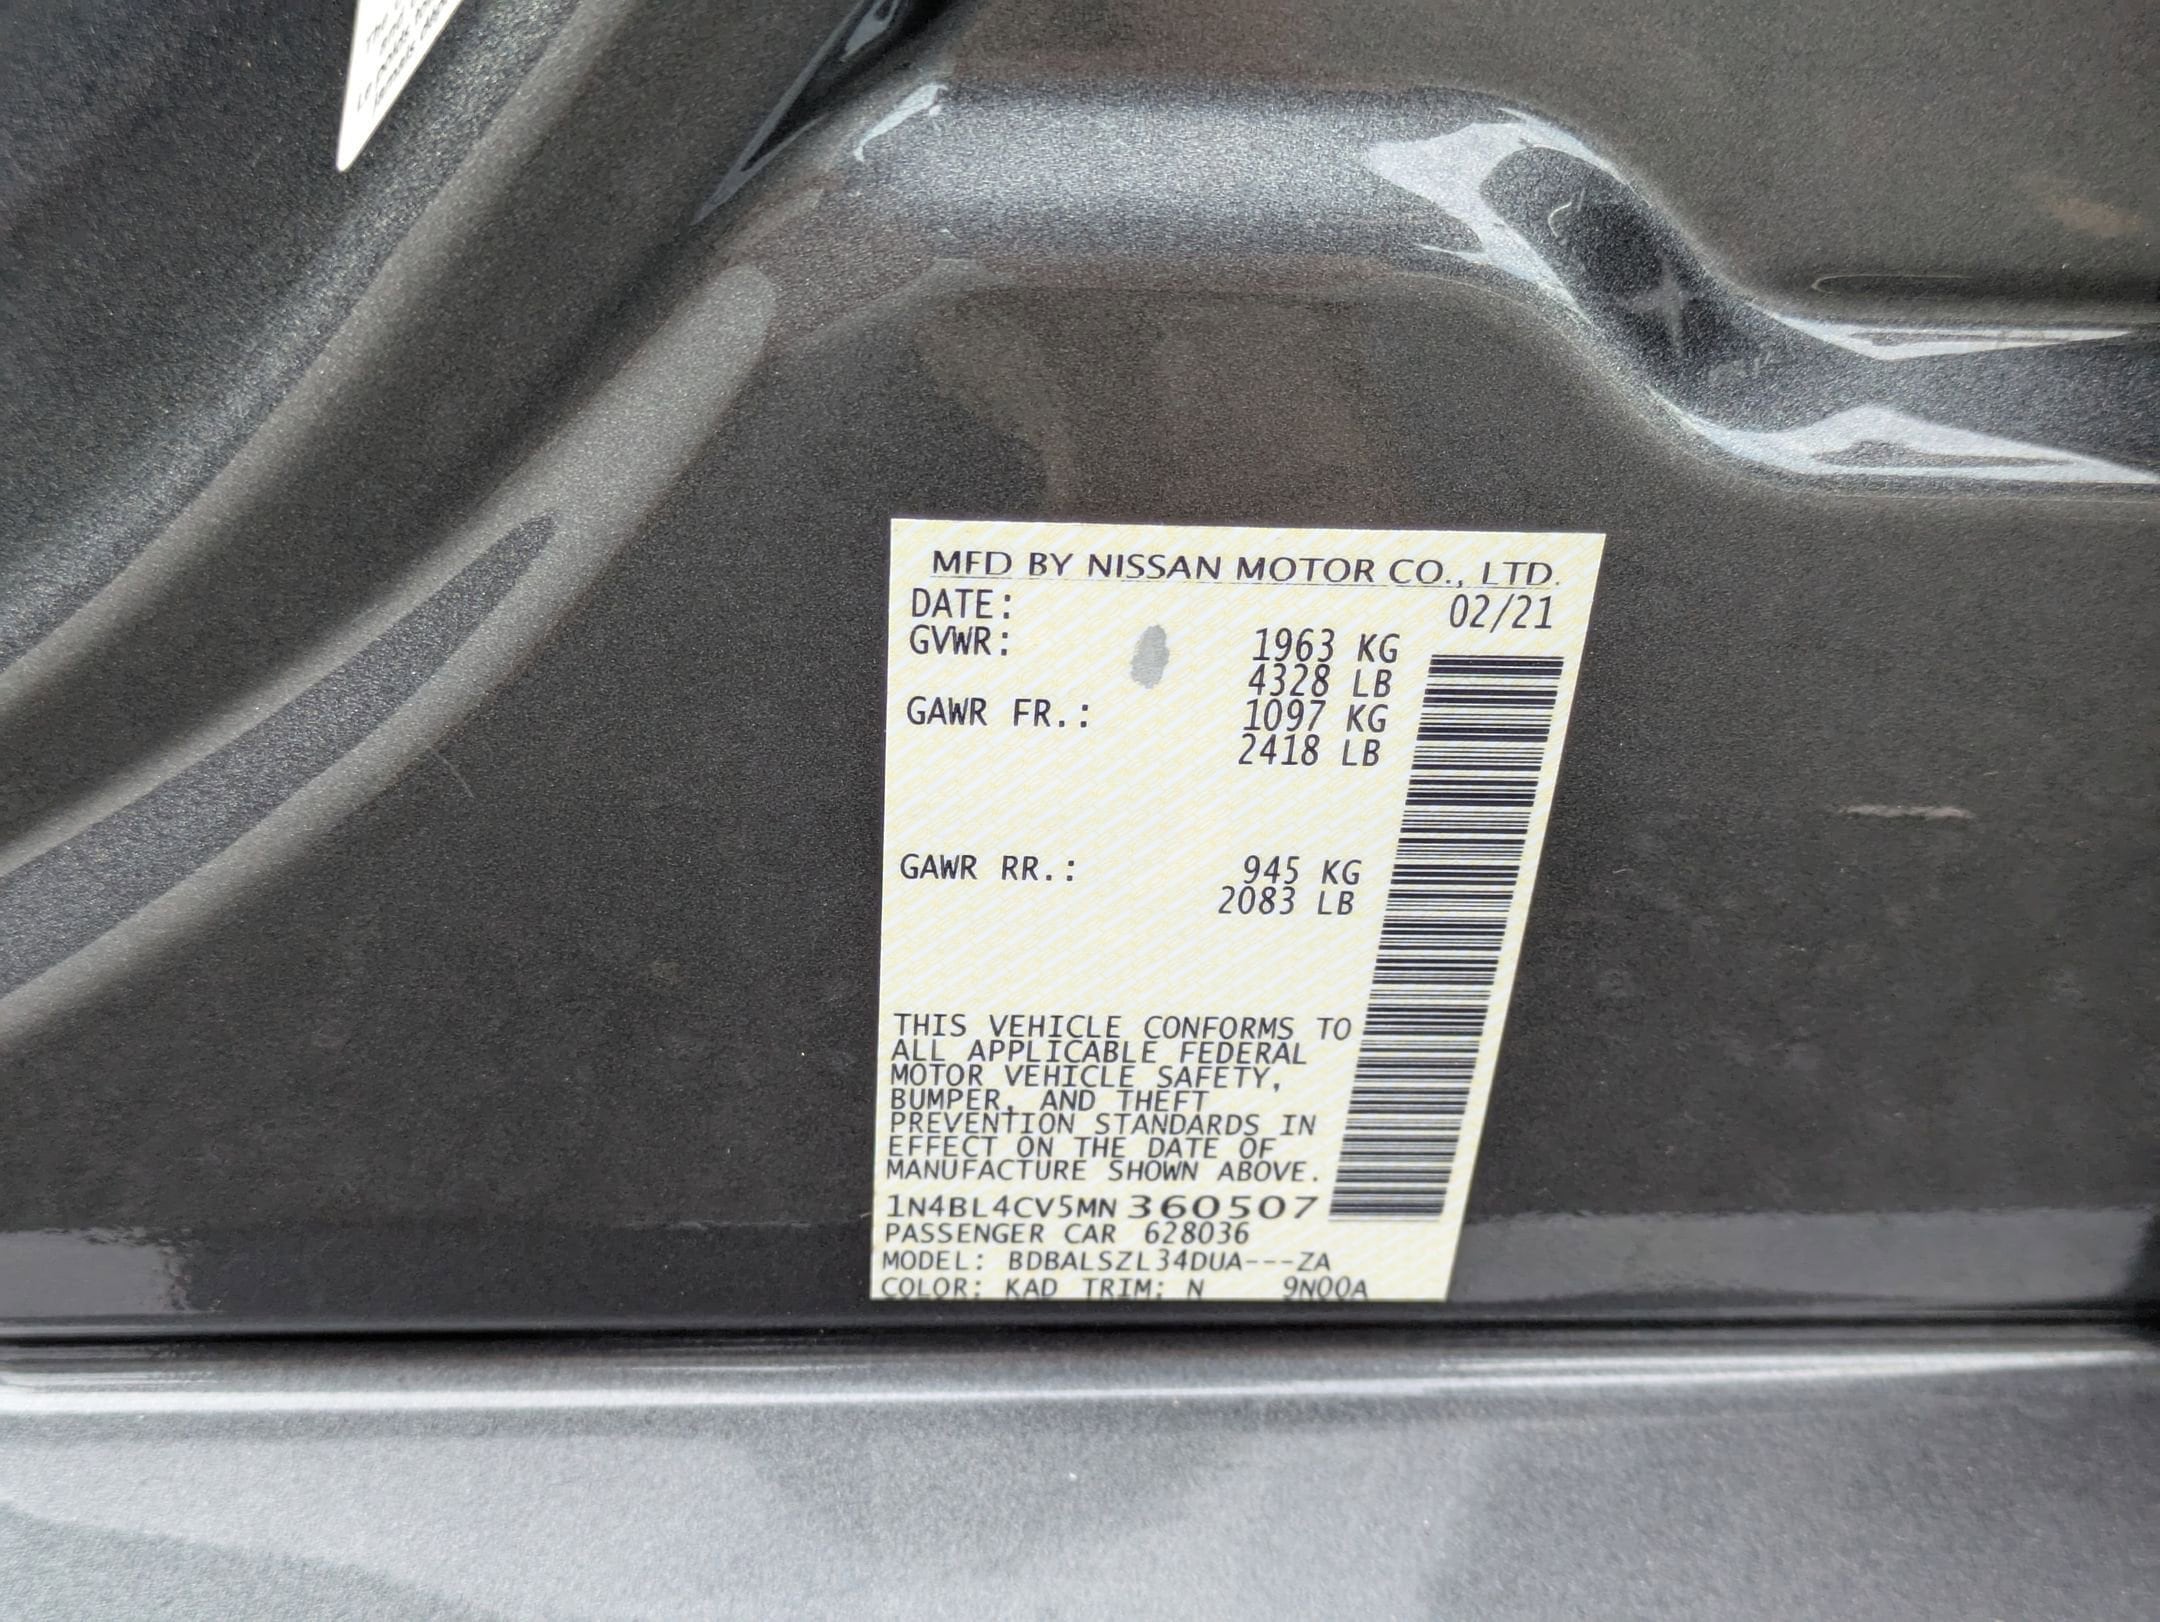 MFD BY NISSAN MOTOR CO., LTD.
DATE: 02/21
GVWR: 1963 KG
4328 LB
GAWR FR.: 1097 KG
2418 LB
GAWR RR.: 945 KG
2083 LB
THIS VEHICLE CONFORMS TO
ALL APPLICABLE FEDERAL
MOTOR VEHICLE SAFETY,
BUMPER, AND THEFT
PREVENTION STANDARDS IN
EFFECT ON THE DATE OF
MANUFACTURE SHOWN ABOVE.
1N4BL4CV5MN360507
PASSENGER CAR 628036
MODEL: BDBALSZL34DUA---ZA
COLOR: KAD TRIM: N 9N00A